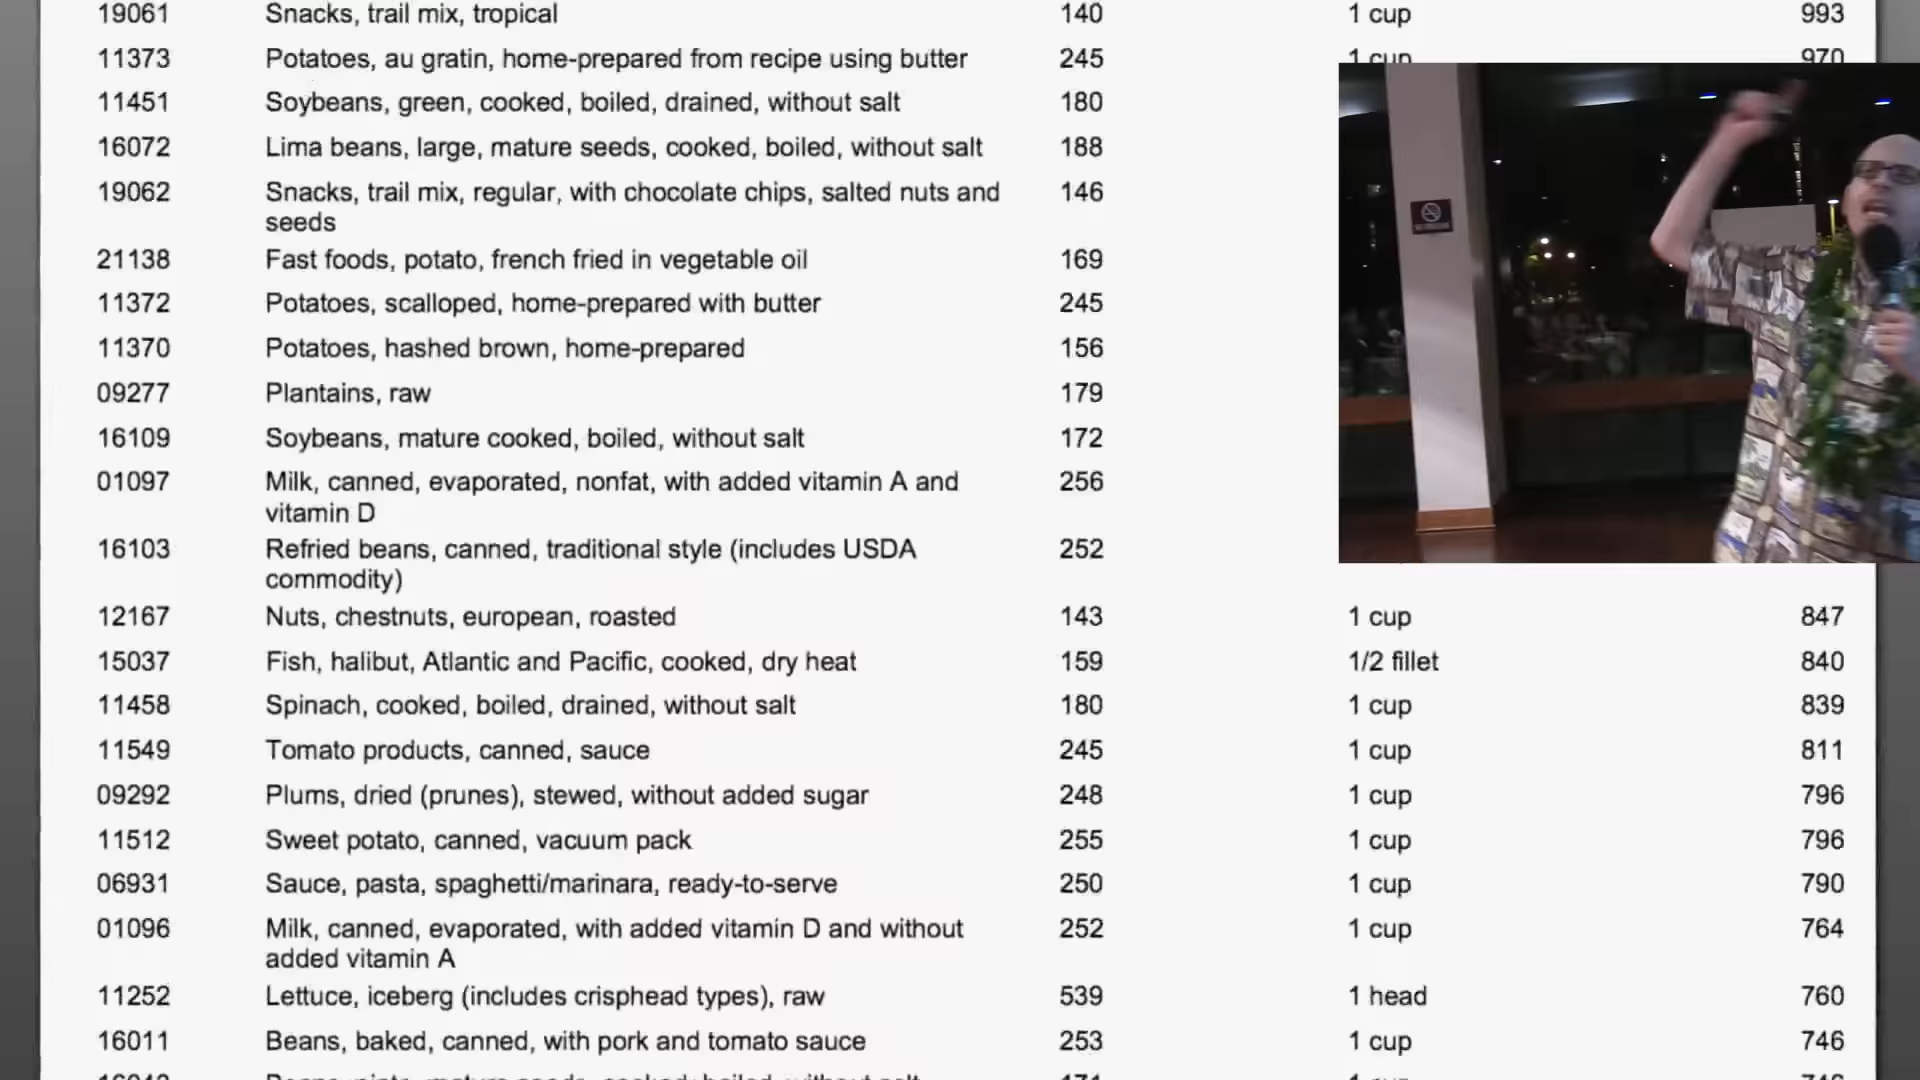 19061 Snacks, trail mix, tropical 140 1 cup 993
11373 Potatoes, au gratin, home-prepared from recipe using butter 245 1 cup 970
11451 Soybeans, green, cooked, boiled, drained, without salt 180
16072 Lima beans, large, mature seeds, cooked, boiled, without salt 188
19062 Snacks, trail mix, regular, with chocolate chips, salted nuts and 146
seeds
21138 Fast foods, potato, french fried in vegetable oil 169
11372 Potatoes, scalloped, home-prepared with butter 245
11370 Potatoes, hashed brown, home-prepared 156
09277 Plantains, raw 179
16109 Soybeans, mature cooked, boiled, without salt 172
01097 Milk, canned, evaporated, nonfat, with added vitamin A and 256
vitamin D
16103 Refried beans, canned, traditional style (includes USDA 252
commodity)
12167 Nuts, chestnuts, european, roasted 143 1 cup 847
15037 Fish, halibut, Atlantic and Pacific, cooked, dry heat 159 1/2 fillet 840
11458 Spinach, cooked, boiled, drained, without salt 180 1 cup 839
11549 Tomato products, canned, sauce 245 1 cup 811
09292 Plums, dried (prunes), stewed, without added sugar 248 1 cup 796
11512 Sweet potato, canned, vacuum pack 255 1 cup 796
06931 Sauce, pasta, spaghetti/marinara, ready-to-serve 250 1 cup 790
01096 Milk, canned, evaporated, with added vitamin D and without 252 1 cup 764
added vitamin A
11252 Lettuce, iceberg (includes crisphead types), raw 539 1 head 760
16011 Beans, baked, canned, with pork and tomato sauce 253 1 cup 746